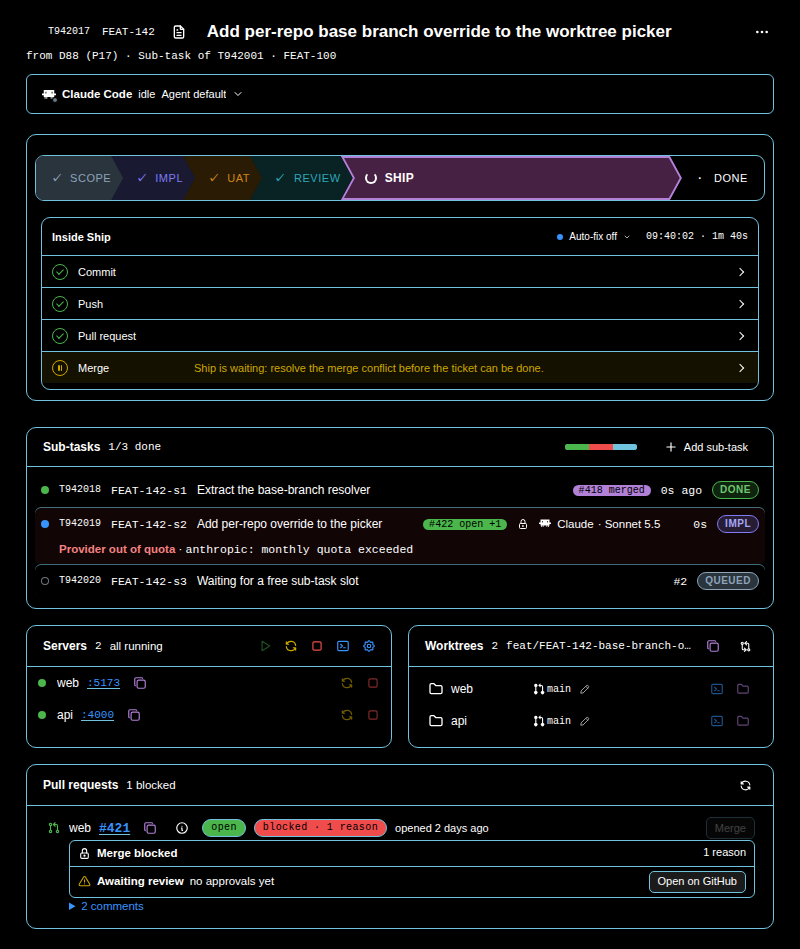 T942017 FEAT-142 Add per-repo base branch override to the worktree picker
from D88 (P17) · Sub-task of T942001 · FEAT-100
Claude Code idle Agent default
SCOPE IMPL UAT REVIEW SHIP · DONE
Inside Ship Auto-fix off 09:40:02 · 1m 40s
Commit
Push
Pull request
Merge Ship is waiting: resolve the merge conflict before the ticket can be done.
Sub-tasks 1/3 done Add sub-task
T942018 FEAT-142-s1 Extract the base-branch resolver #418 merged 0s ago DONE
T942019 FEAT-142-s2 Add per-repo override to the picker #422 open +1 Claude · Sonnet 5.5 0s IMPL
Provider out of quota · anthropic: monthly quota exceeded
T942020 FEAT-142-s3 Waiting for a free sub-task slot #2 QUEUED
Servers 2 all running
web :5173
api :4000
Worktrees 2 feat/FEAT-142-base-branch-o…
web main
api main
Pull requests 1 blocked
web #421 open blocked · 1 reason opened 2 days ago Merge
Merge blocked 1 reason
Awaiting review no approvals yet Open on GitHub
2 comments